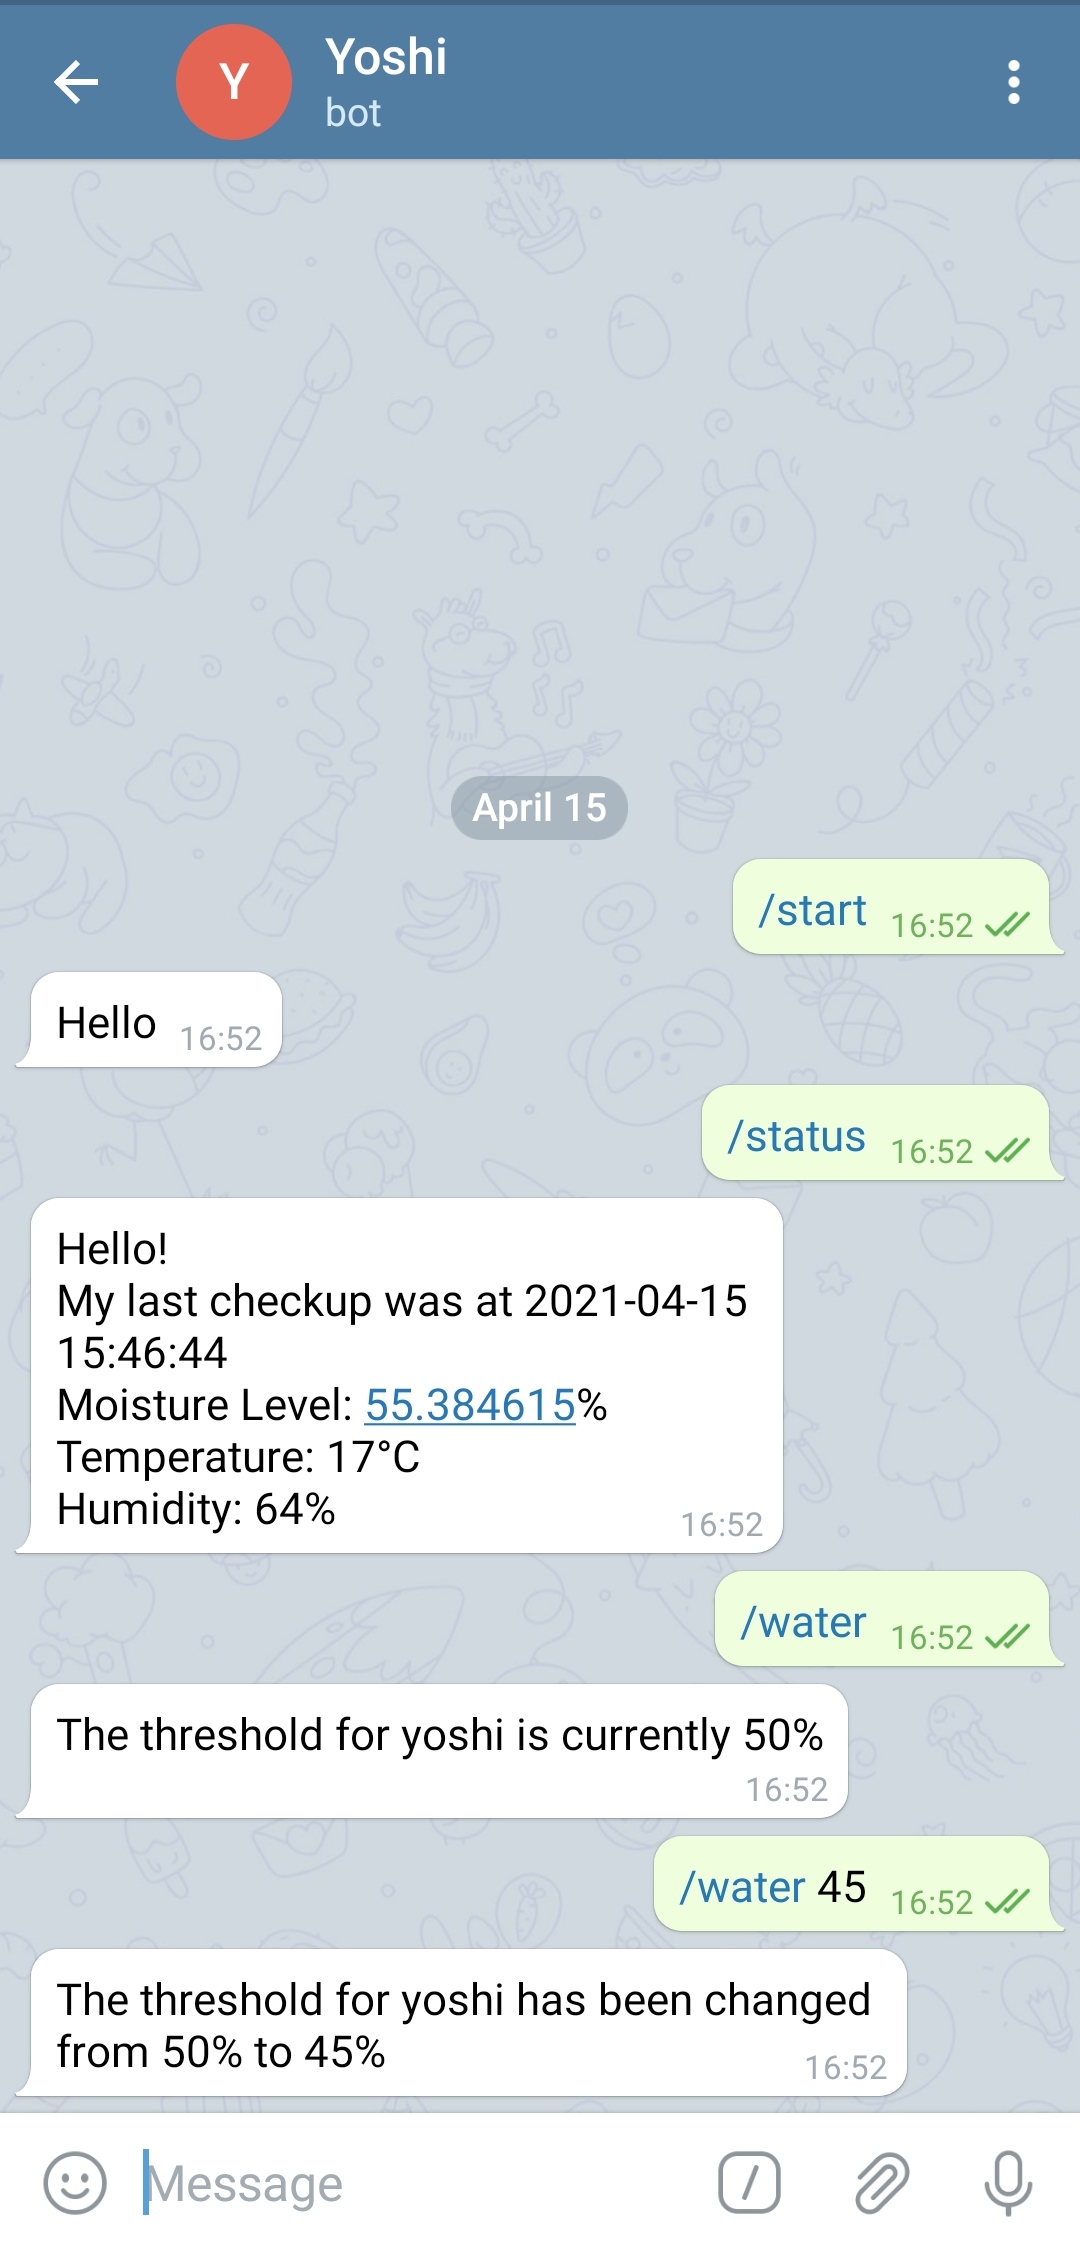 Y
Yoshi
bot
April 15
/start 16:52
Hello 16:52
/status 16:52
Hello!
My last checkup was at 2021-04-15
15:46:44
Moisture Level: 55.384615%
Temperature: 17°C
Humidity: 64%
16:52
/water 16:52
The threshold for yoshi is currently 50%
16:52
/water 45 16:52
The threshold for yoshi has been changed
from 50% to 45%
16:52
Message
/